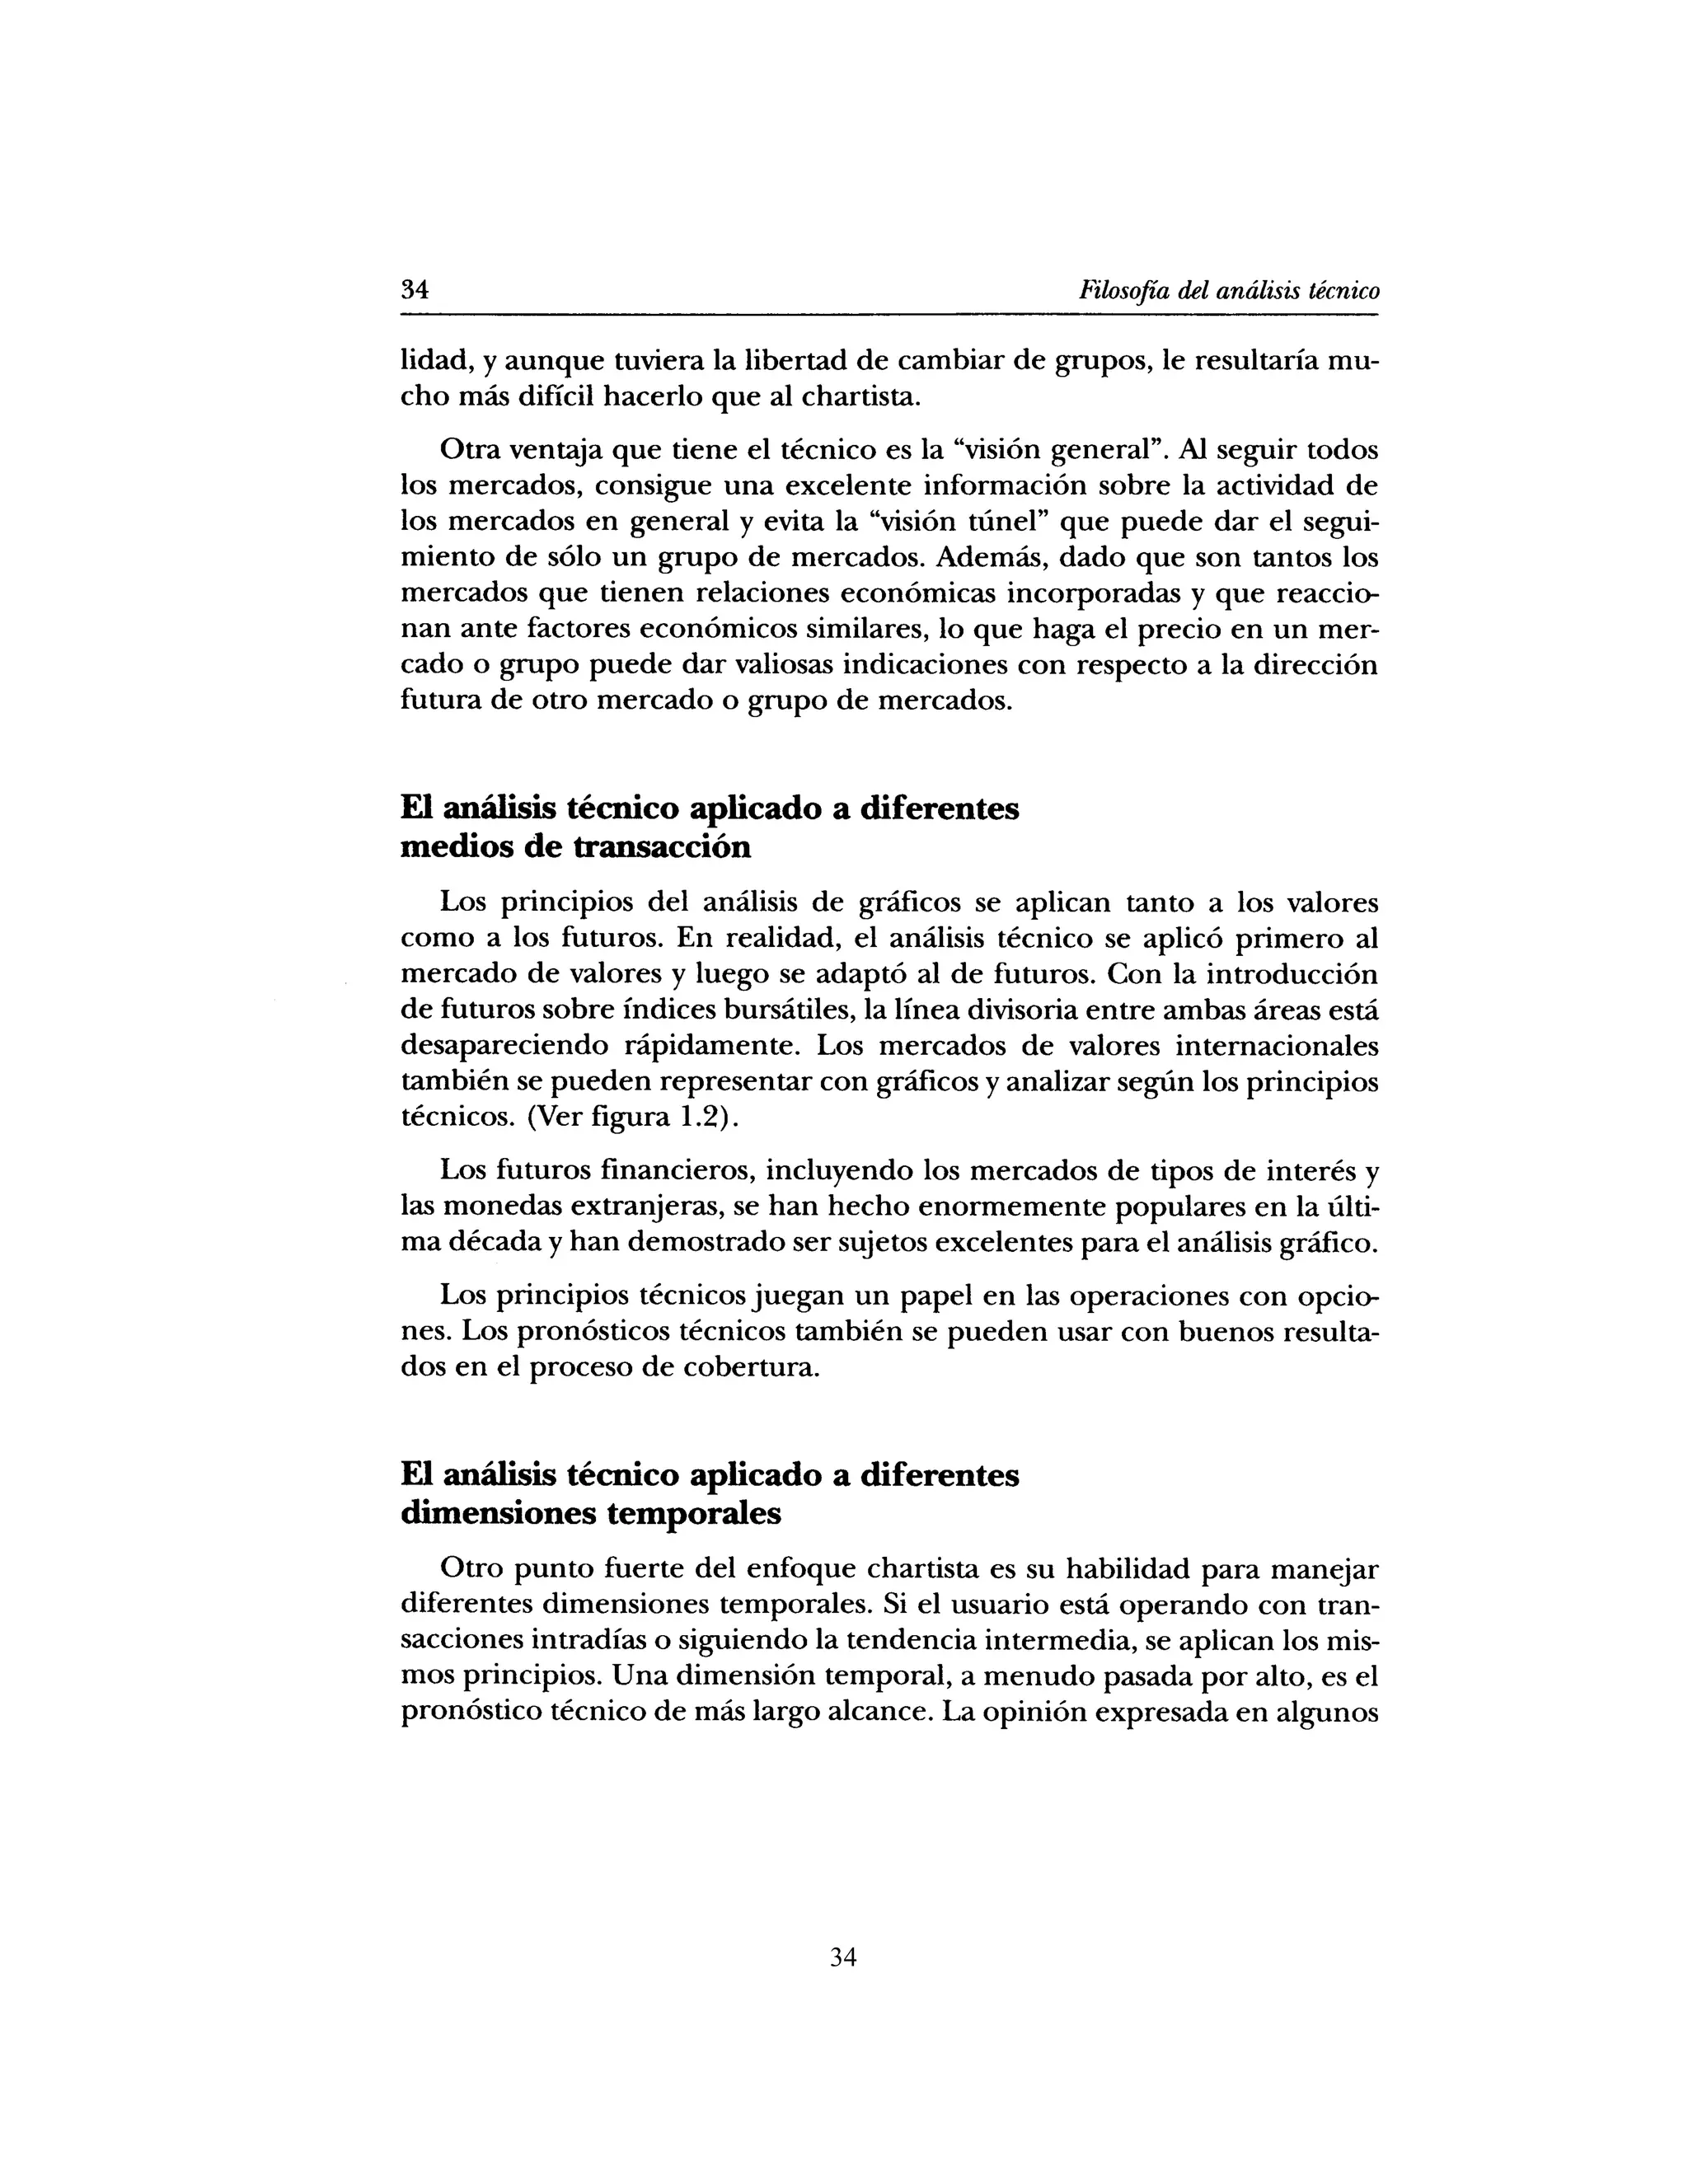 34 Filosofía del análisis técnico
lidad, y aunque tuviera la libertad de cambiar de grupos, le resultaría mu-
cho más difícil hacerlo que al chartista.
Otra ventaja que tiene el técnico es la “visión general”. Al seguir todos
los mercados, consigue una excelente información sobre la actividad de
los mercados en general y evita la “visión túnel” que puede dar el segui-
miento de sólo un grupo de mercados. Además, dado que son tantos los
mercados que tienen relaciones económicas incorporadas y que reaccio-
nan ante factores económicos similares, lo que haga el precio en un mer-
cado o grupo puede dar valiosas indicaciones con respecto a la dirección
futura de otro mercado o grupo de mercados.
El análisis técnico aplicado a diferentes
medios de transacción
Los principios del análisis de gráficos se aplican tanto a los valores
como a los futuros. En realidad, el análisis técnico se aplicó primero al
mercado de valores y luego se adaptó al de futuros. Con la introducción
de futuros sobre índices bursátiles, la línea divisoria entre ambas áreas está
desapareciendo rápidamente. Los mercados de valores internacionales
también se pueden representar con gráficos y analizar según los principios
técnicos. (Ver figura 1.2).
Los futuros financieros, incluyendo los mercados de tipos de interés y
las monedas extranjeras, se han hecho enormemente populares en la últi-
ma década y han demostrado ser sujetos excelentes para el análisis gráfico.
Los principios técnicos juegan un papel en las operaciones con opcio-
nes. Los pronósticos técnicos también se pueden usar con buenos resulta-
dos en el proceso de cobertura.
El análisis técnico aplicado a diferentes
dimensiones temporales
Otro punto fuerte del enfoque chartista es su habilidad para manejar
diferentes dimensiones temporales. Si el usuario está operando con tran-
sacciones intradías o siguiendo la tendencia intermedia, se aplican los mis-
mos principios. Una dimensión temporal, a menudo pasada por alto, es el
pronóstico técnico de más largo alcance. La opinión expresada en algunos
34